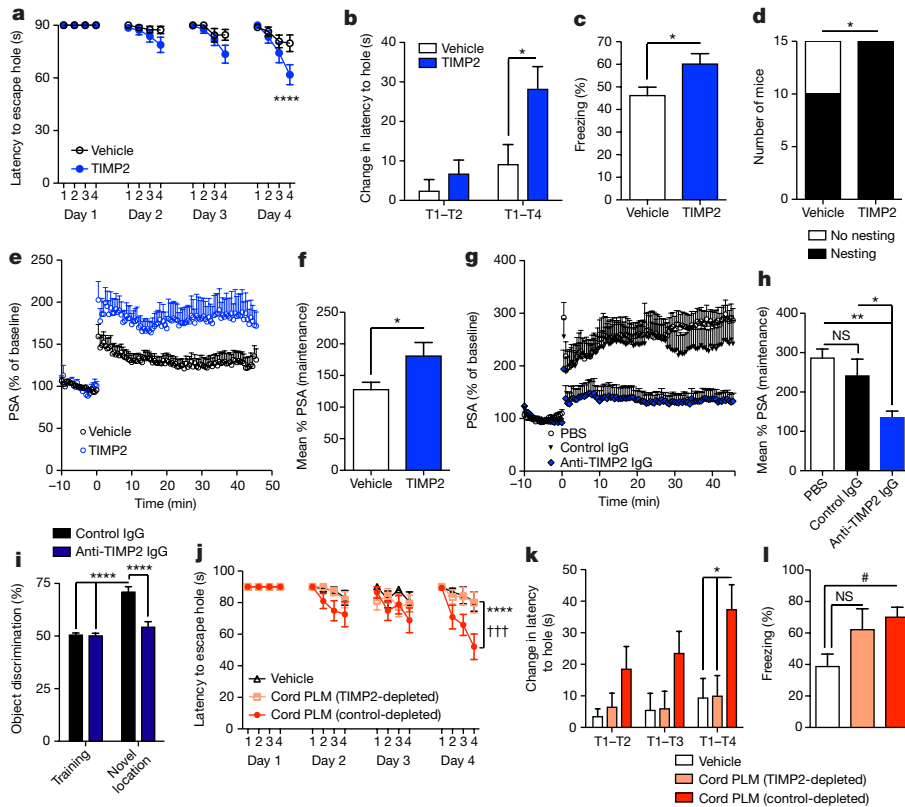 a
Latency to escape hole (s)
90
60
30
0
Vehicle
TIMP2
****
1 2 3 4 1 2 3 4 1 2 3 4 1 2 3 4
Day 1 Day 2 Day 3 Day 4
b
Change in latency to hole (s)
40
30
20
10
0
Vehicle
TIMP2
*
T1–T2 T1–T4
c
Freezing (%)
70
60
50
40
30
20
10
0
*
Vehicle TIMP2
d
Number of mice
15
10
5
0
*
Vehicle TIMP2
No nesting
Nesting
e
PSA (% of baseline)
250
200
150
100
50
0
Vehicle
TIMP2
–10 0 10 20 30 40 50
Time (min)
f
Mean % PSA (maintenance)
250
200
150
100
50
0
*
Vehicle TIMP2
g
PSA (% of baseline)
400
300
200
100
0
PBS
Control IgG
Anti-TIMP2 IgG
–10 0 10 20 30 40
Time (min)
h
Mean % PSA (maintenance)
400
300
200
100
0
*
**
NS
PBS
Control IgG
Anti-TIMP2 IgG
i
Control IgG
Anti-TIMP2 IgG
Object discrimination (%)
75
50
25
0
**** ****
Training
Novel
location
j
Latency to escape hole (s)
100
80
60
40
20
0
****
†††
Vehicle
Cord PLM (TIMP2-depleted)
Cord PLM (control-depleted)
1 2 3 4 1 2 3 4 1 2 3 4 1 2 3 4
Day 1 Day 2 Day 3 Day 4
k
Change in latency
to hole (s)
50
40
30
20
10
0
*
T1–T2 T1–T3 T1–T4
l
Freezing (%)
100
80
60
40
20
0
#
NS
Vehicle
Cord PLM (TIMP2-depleted)
Cord PLM (control-depleted)